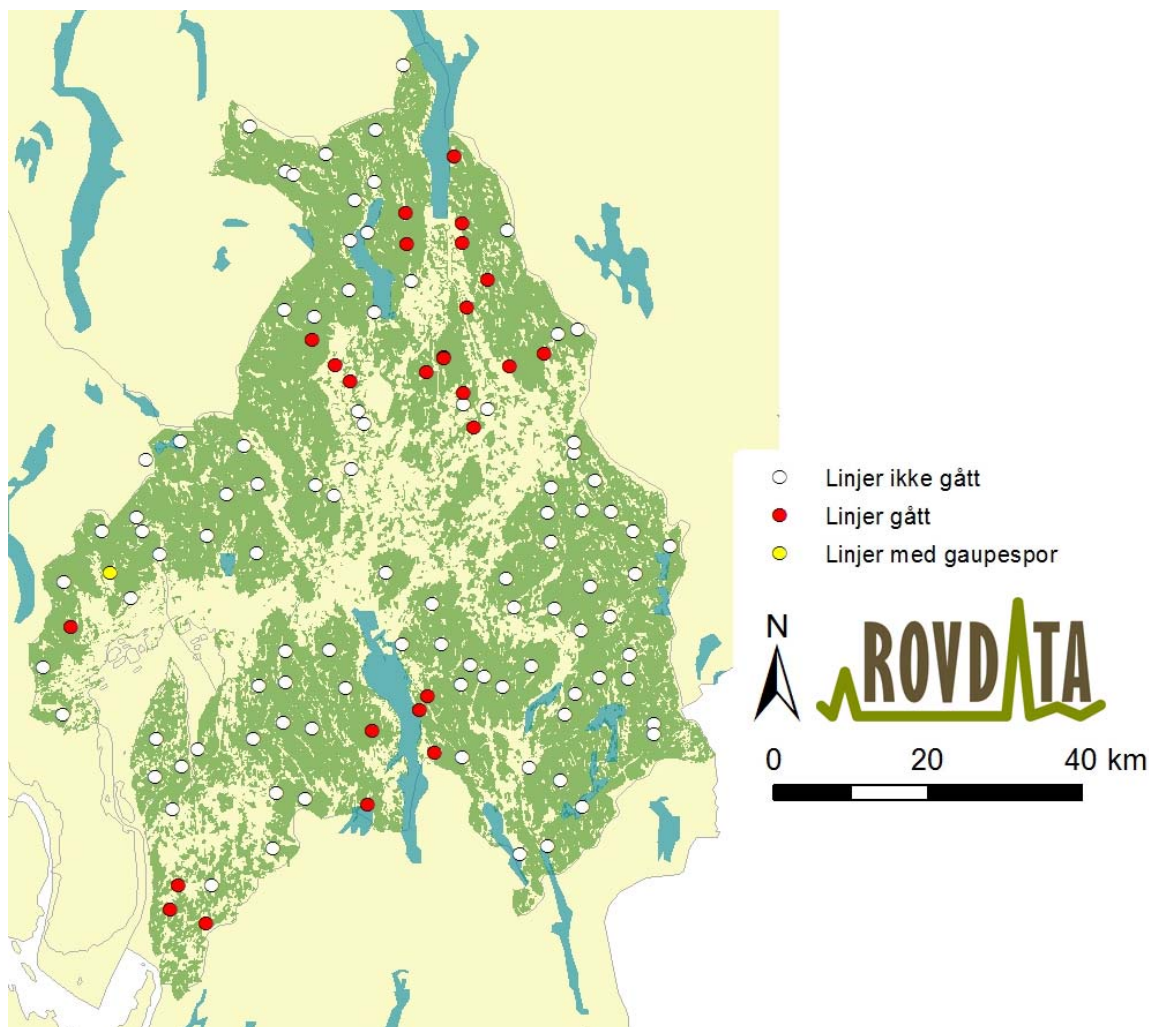 Linjer ikke gått
Linjer gått
Linjer med gaupespor
N
ROVDATA
0 20 40 km